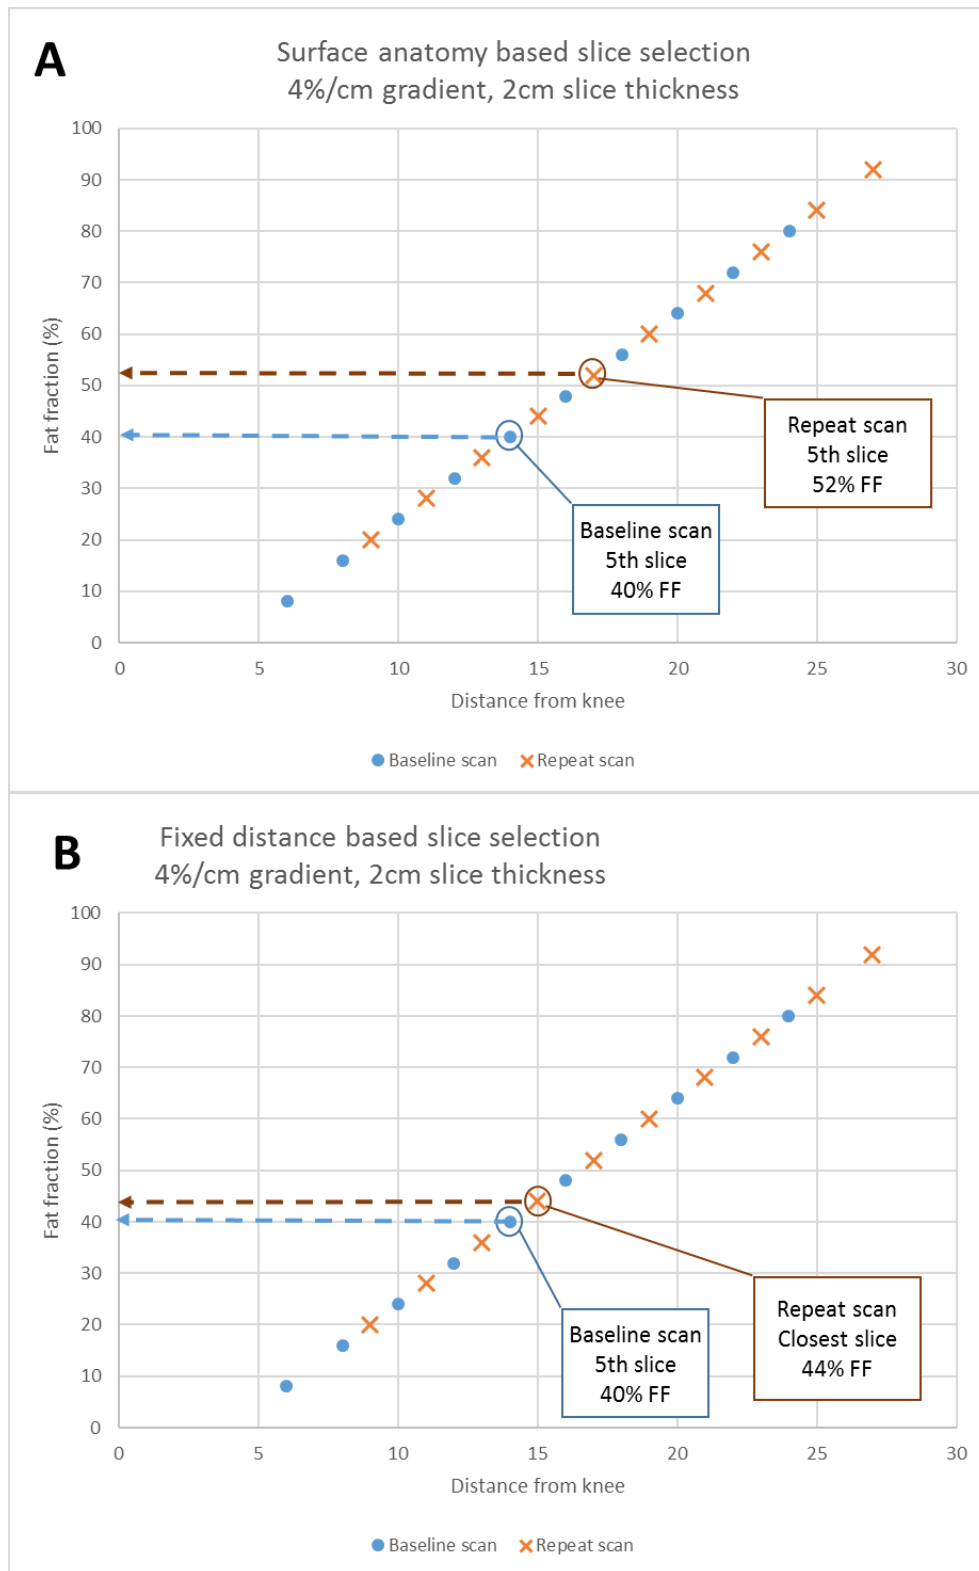 A
Surface anatomy based slice selection
4%/cm gradient, 2cm slice thickness
100
90
80
70
60
50
40
30
20
10
0
Fat fraction (%)
Repeat scan
5th slice
52% FF
Baseline scan
5th slice
40% FF
0 5 10 15 20 25 30
Distance from knee
Baseline scan Repeat scan
B
Fixed distance based slice selection
4%/cm gradient, 2cm slice thickness
100
90
80
70
60
50
40
30
20
10
0
Fat fraction (%)
Repeat scan
Closest slice
44% FF
Baseline scan
5th slice
40% FF
0 5 10 15 20 25 30
Distance from knee
Baseline scan Repeat scan